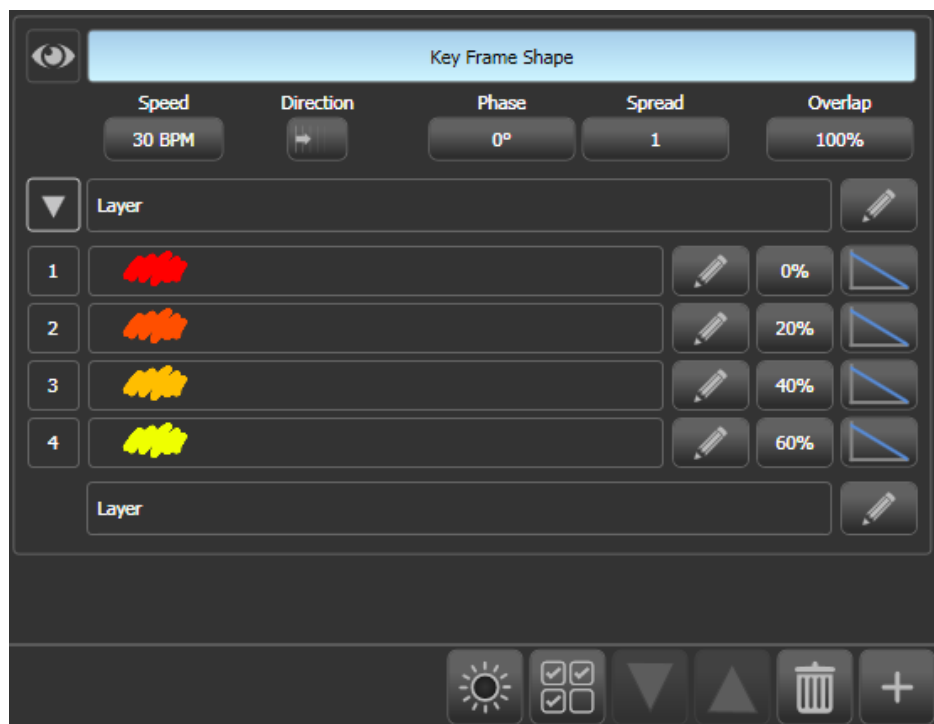 Key Frame Shape
Speed Direction Phase Spread Overlap
30 BPM 0° 1 100%
Layer
1 0%
2 20%
3 40%
4 60%
Layer